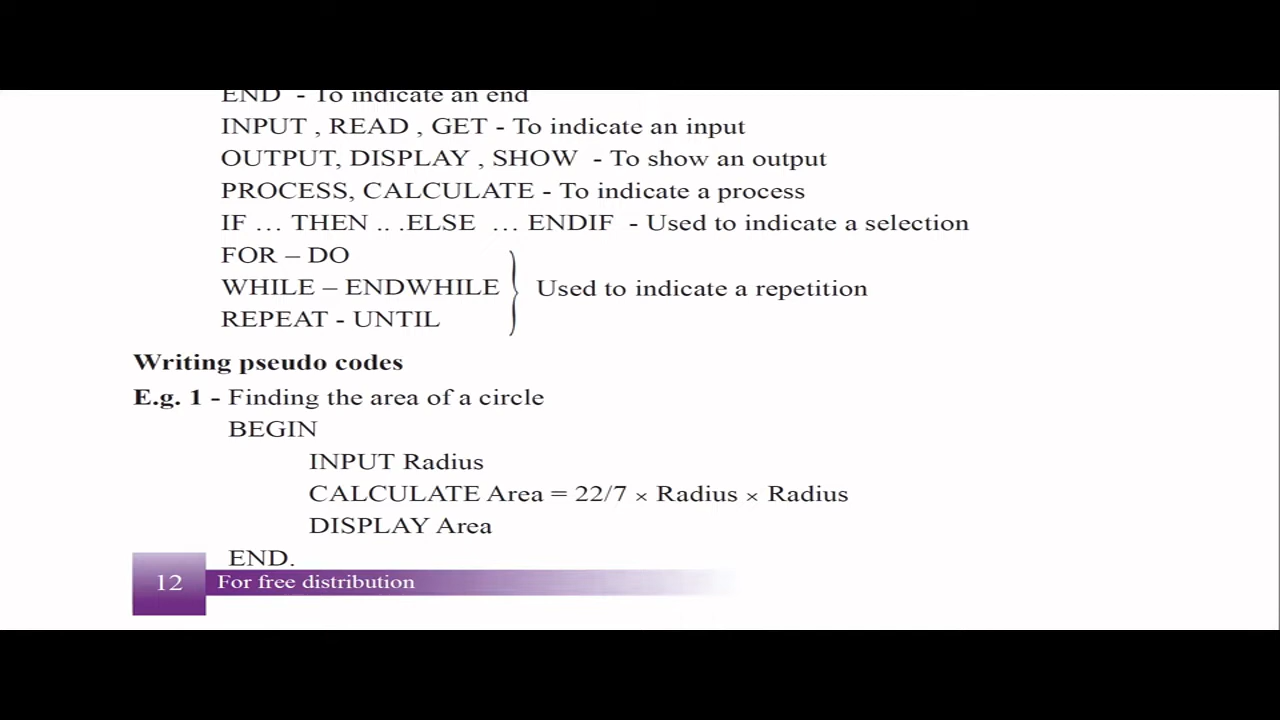 END - To indicate an end
INPUT , READ , GET - To indicate an input
OUTPUT, DISPLAY , SHOW - To show an output
PROCESS, CALCULATE - To indicate a process
IF … THEN .. .ELSE … ENDIF - Used to indicate a selection
FOR – DO
WHILE – ENDWHILE
Used to indicate a repetition
REPEAT - UNTIL
Writing pseudo codes
E.g. 1 - Finding the area of a circle
BEGIN
INPUT Radius
CALCULATE Area = 22/7 × Radius × Radius
DISPLAY Area
END.
12
For free distribution